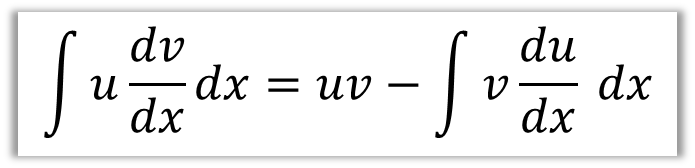 ∫ u dv/dx dx = uv − ∫ v du/dx dx